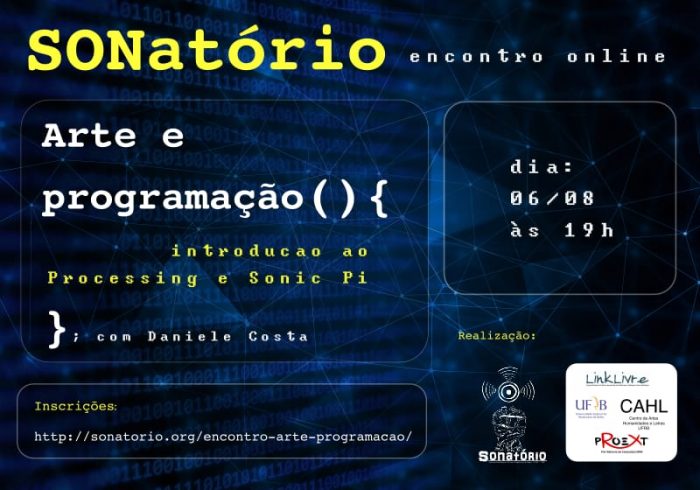 SONatório encontro online
Arte e
programação(){
introducao ao
Processing e Sonic Pi
}; com Daniele Costa
dia:
06/08
às 19h
Realização:
Inscrições:
http://sonatorio.org/encontro-arte-programacao/
SONatÓRIO
LinkLivre
UFRB
CAHL
Centro de Artes
Humanidades e Letras
UFRB
PROEXT